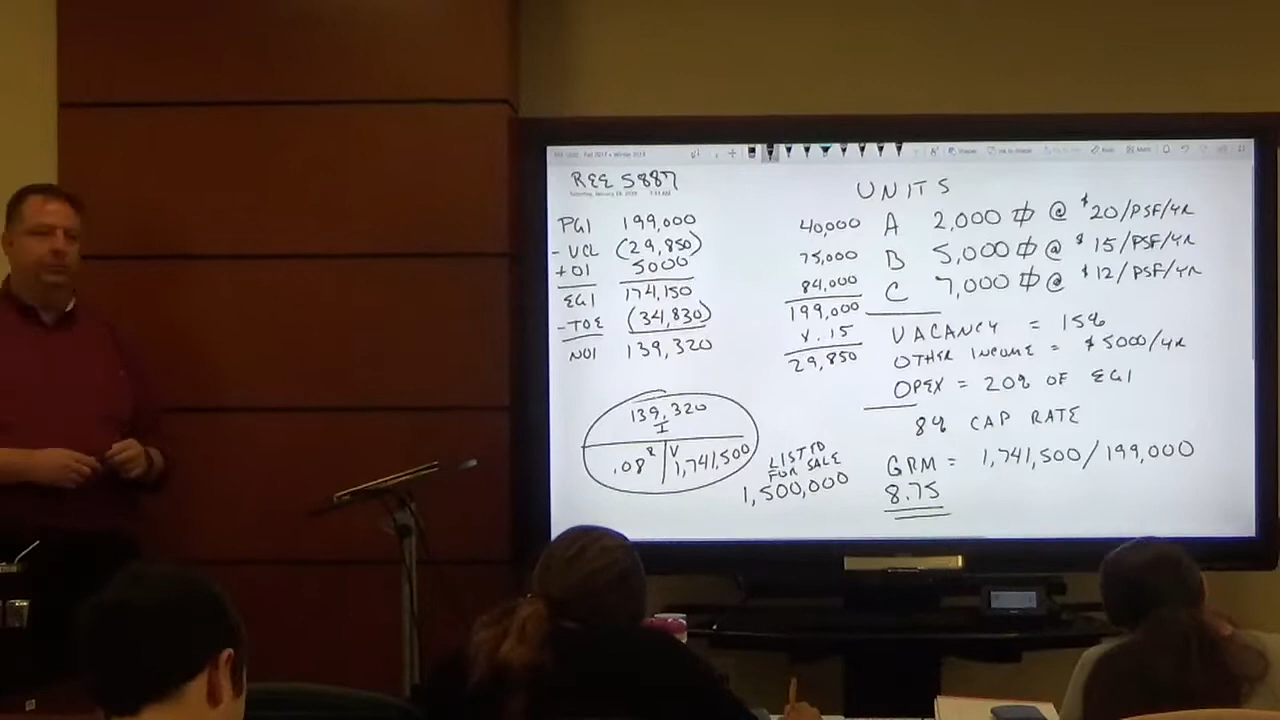 REE 5887
PGI 199,000
- VCL (29,850)
+ OI 5000
EGI 174,150
- TOE (34,830)
NOI 139,320
139,320
I
.08 R V 1,741,500
LISTED
FOR SALE
1,500,000
UNITS
40,000 A 2,000 ⌷ @ $20/PSF/YR
75,000 B 5,000 ⌷ @ $15/PSF/YR
84,000 C 7,000 ⌷ @ $12/PSF/YR
199,000
x .15
29,850
VACANCY = 15%
OTHER INCOME = $5000/YR
OPEX = 20% OF EGI
8% CAP RATE
GRM = 1,741,500/199,000
8.75